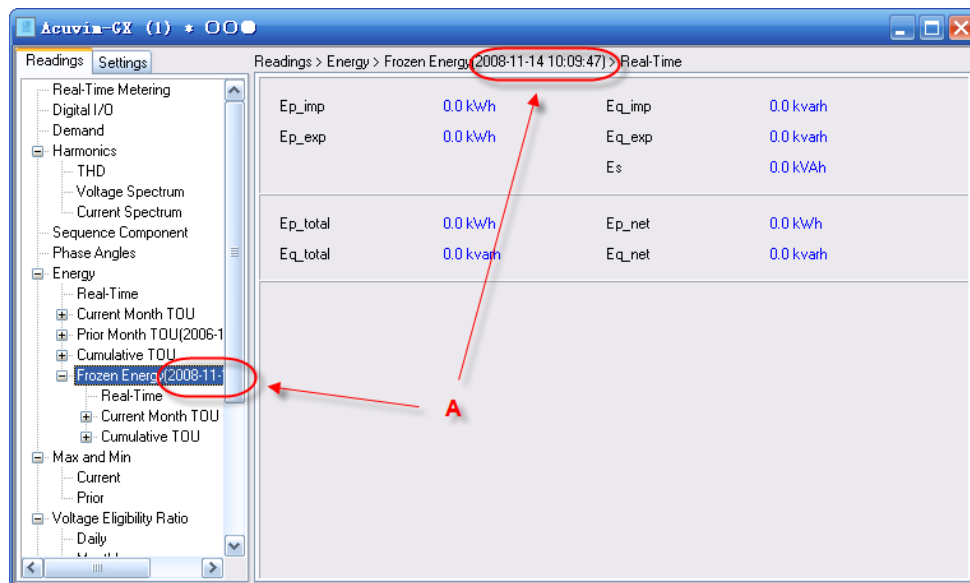 Acuvim-GX (1) * ○○●
Readings Settings
Readings > Energy > Frozen Energy(2008-11-14 10:09:47) > Real-Time
Real-Time Metering
Digital I/O
Demand
Harmonics
THD
Voltage Spectrum
Current Spectrum
Sequence Component
Phase Angles
Energy
Real-Time
Current Month TOU
Prior Month TOU(2006-1
Cumulative TOU
Frozen Energy(2008-11-
Real-Time
Current Month TOU
Cumulative TOU
Max and Min
Current
Prior
Voltage Eligibility Ratio
Daily
Ep_imp 0.0 kWh Eq_imp 0.0 kvarh
Ep_exp 0.0 kWh Eq_exp 0.0 kvarh
Es 0.0 kVAh
Ep_total 0.0 kWh Ep_net 0.0 kWh
Eq_total 0.0 kvarh Eq_net 0.0 kvarh
A